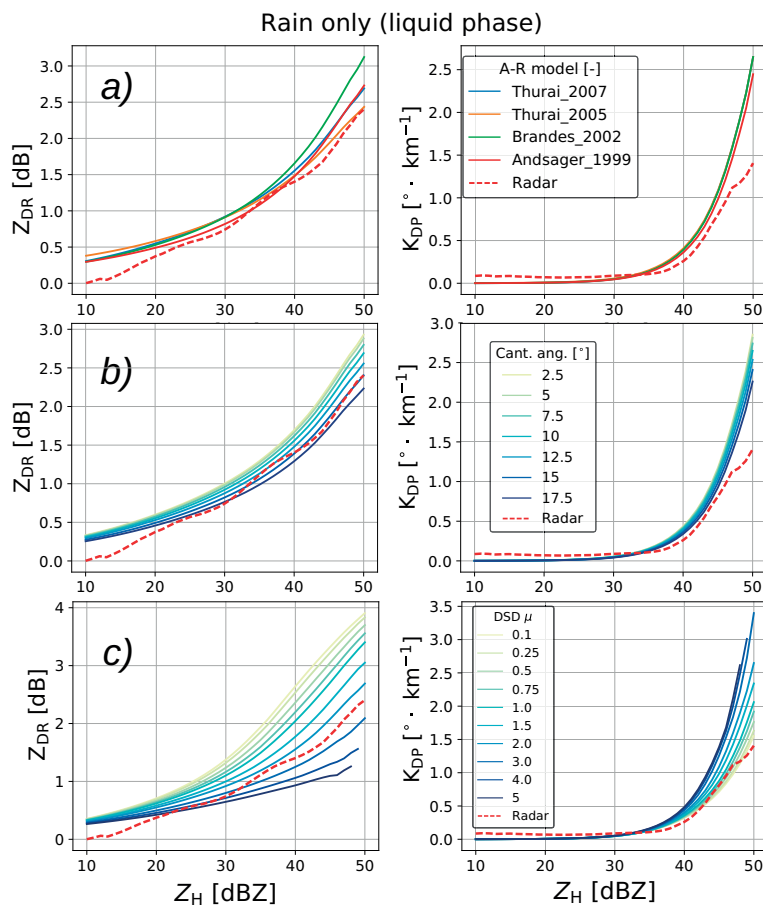 Rain only (liquid phase)
a)
Z_DR [dB]
3.0
2.5
2.0
1.5
1.0
0.5
0.0
10 20 30 40 50
K_DP [° · km⁻¹]
2.5
2.0
1.5
1.0
0.5
0.0
10 20 30 40 50
A-R model [-]
Thurai_2007
Thurai_2005
Brandes_2002
Andsager_1999
Radar
b)
Z_DR [dB]
3.0
2.5
2.0
1.5
1.0
0.5
0.0
10 20 30 40 50
K_DP [° · km⁻¹]
3.0
2.5
2.0
1.5
1.0
0.5
0.0
10 20 30 40 50
Cant. ang. [°]
2.5
5
7.5
10
12.5
15
17.5
Radar
c)
Z_DR [dB]
4
3
2
1
0
10 20 30 40 50
Z_H [dBZ]
K_DP [° · km⁻¹]
3.5
3.0
2.5
2.0
1.5
1.0
0.5
0.0
10 20 30 40 50
Z_H [dBZ]
DSD μ
0.1
0.25
0.5
0.75
1.0
1.5
2.0
3.0
4.0
5
Radar